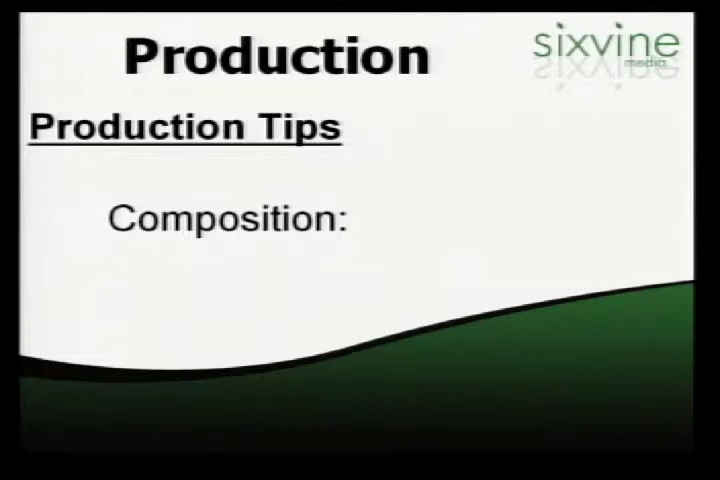 Production
sixvine
media
Production Tips
Composition: